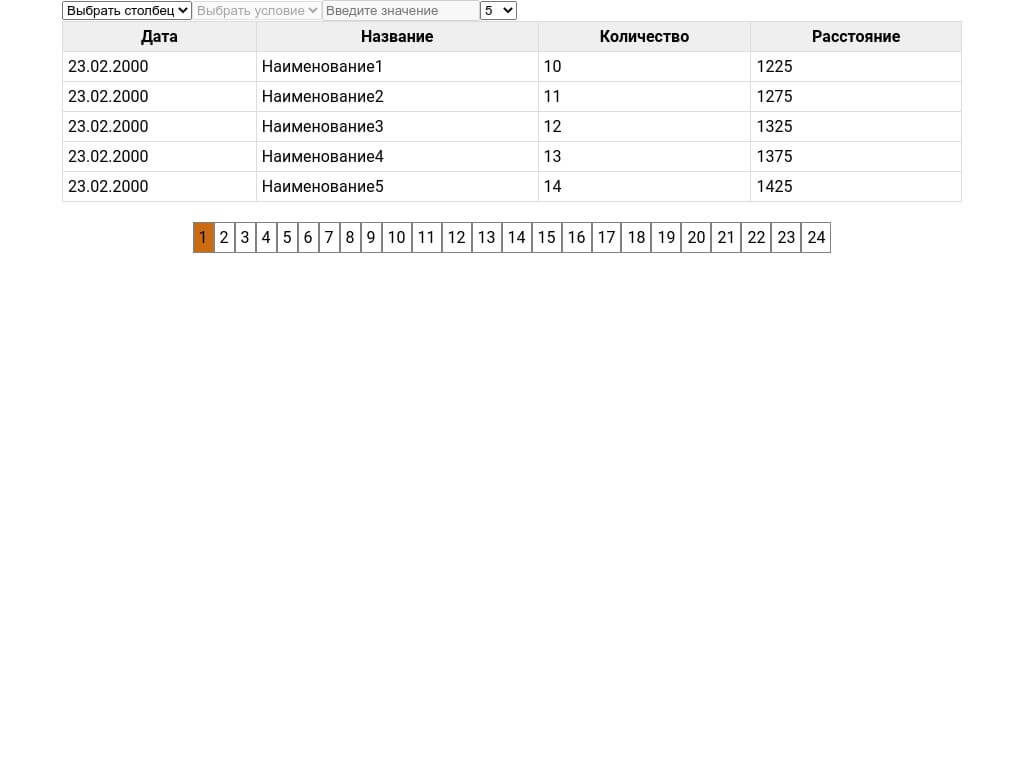 Выбрать столбец Выбрать условие Введите значение 5
Дата Название Количество Расстояние
23.02.2000 Наименование1 10 1225
23.02.2000 Наименование2 11 1275
23.02.2000 Наименование3 12 1325
23.02.2000 Наименование4 13 1375
23.02.2000 Наименование5 14 1425
1 2 3 4 5 6 7 8 9 10 11 12 13 14 15 16 17 18 19 20 21 22 23 24